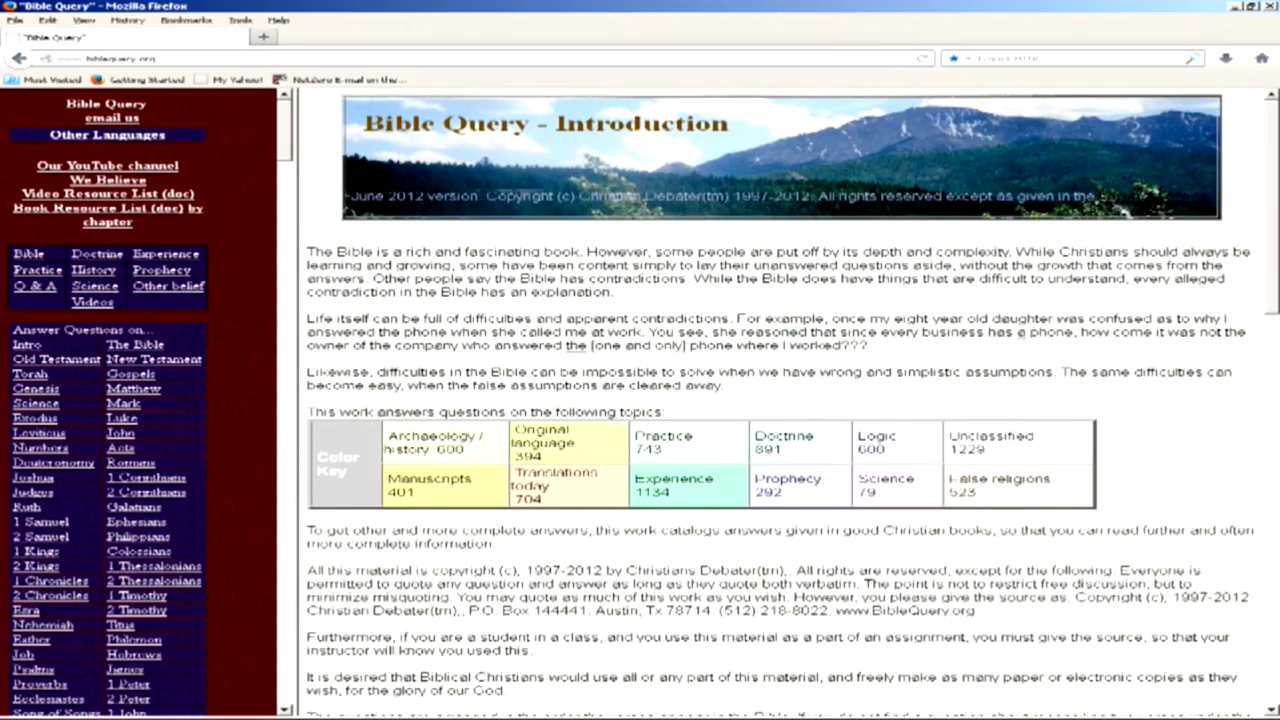 "Bible Query" - Mozilla Firefox
File Edit View History Bookmarks Tools Help
"Bible Query"
biblequery.org
Most Visited Getting Started My Yahoo! NetZero E-mail on the...
Bible Query
email us
Other Languages
Our YouTube channel
We Believe
Video Resource List (doc)
Book Resource List (doc) by
chapter
Bible Doctrine Experience
Practice History Prophecy
Q & A Science Other belief
Videos
Answer Questions on...
Intro The Bible
Old Testament New Testament
Torah Gospels
Genesis Matthew
Science Mark
Exodus Luke
Leviticus John
Numbers Acts
Deuteronomy Romans
Joshua 1 Corinthians
Judges 2 Corinthians
Ruth Galatians
1 Samuel Ephesians
2 Samuel Philippians
1 Kings Colossians
2 Kings 1 Thessalonians
1 Chronicles 2 Thessalonians
2 Chronicles 1 Timothy
Ezra 2 Timothy
Nehemiah Titus
Esther Philemon
Job Hebrews
Psalms James
Proverbs 1 Peter
Ecclesiastes 2 Peter
Song of Songs 1 John
Bible Query - Introduction
June 2012 version. Copyright (c) Christian Debater(tm) 1997-2012. All rights reserved except as given in the
The Bible is a rich and fascinating book. However, some people are put off by its depth and complexity. While Christians should always be
learning and growing, some have been content simply to lay their unanswered questions aside, without the growth that comes from the
answers. Other people say the Bible has contradictions. While the Bible does have things that are difficult to understand, every alleged
contradiction in the Bible has an explanation.
Life itself can be full of difficulties and apparent contradictions. For example, once my eight year old daughter was confused as to why I
answered the phone when she called me at work. You see, she reasoned that since every business has a phone, how come it was not the
owner of the company who answered the [one and only] phone where I worked???
Likewise, difficulties in the Bible can be impossible to solve when we have wrong and simplistic assumptions. The same difficulties can
become easy, when the false assumptions are cleared away.
This work answers questions on the following topics:
Color Key
Archaeology / history 600
Original language 394
Practice 743
Doctrine 891
Logic 600
Unclassified 1229
Manuscripts 401
Translations today 704
Experience 1134
Prophecy 292
Science 79
False religions 523
To get other and more complete answers, this work catalogs answers given in good Christian books, so that you can read further and often
more complete information.
All this material is copyright (c), 1997-2012 by Christians Debater(tm),. All rights are reserved, except for the following. Everyone is
permitted to quote any question and answer as long as they quote both verbatim. The point is not to restrict free discussion, but to
minimize misquoting. You may quote as much of this work as you wish. However, you please give the source as. Copyright (c), 1997-2012
Christian Debater(tm),, P.O. Box 144441. Austin, Tx 78714. (512) 218-8022. www.BibleQuery.org
Furthermore, if you are a student in a class, and you use this material as part of an assignment, you must give the source, so that your
instructor will know you used this.
It is desired that Biblical Christians would use all or any part of this material, and freely make as many paper or electronic copies as they
wish, for the glory of our God.